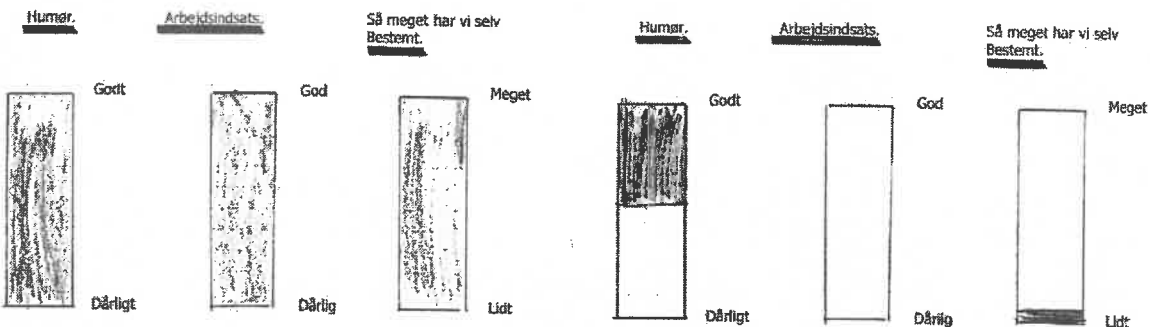 Humør.
Arbejdsindsats.
Så meget har vi selv
Bestemt.
Godt
God
Meget
Dårligt
Dårlig
Lidt
Humør.
Arbejdsindsats.
Så meget har vi selv
Bestemt.
Godt
God
Meget
Dårligt
Dårlig
Lidt